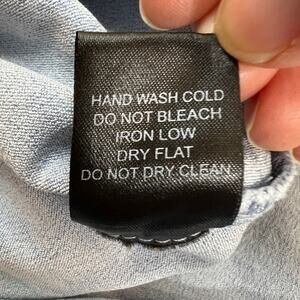 HAND WASH COLD
DO NOT BLEACH
IRON LOW
DRY FLAT
DO NOT DRY CLEAN